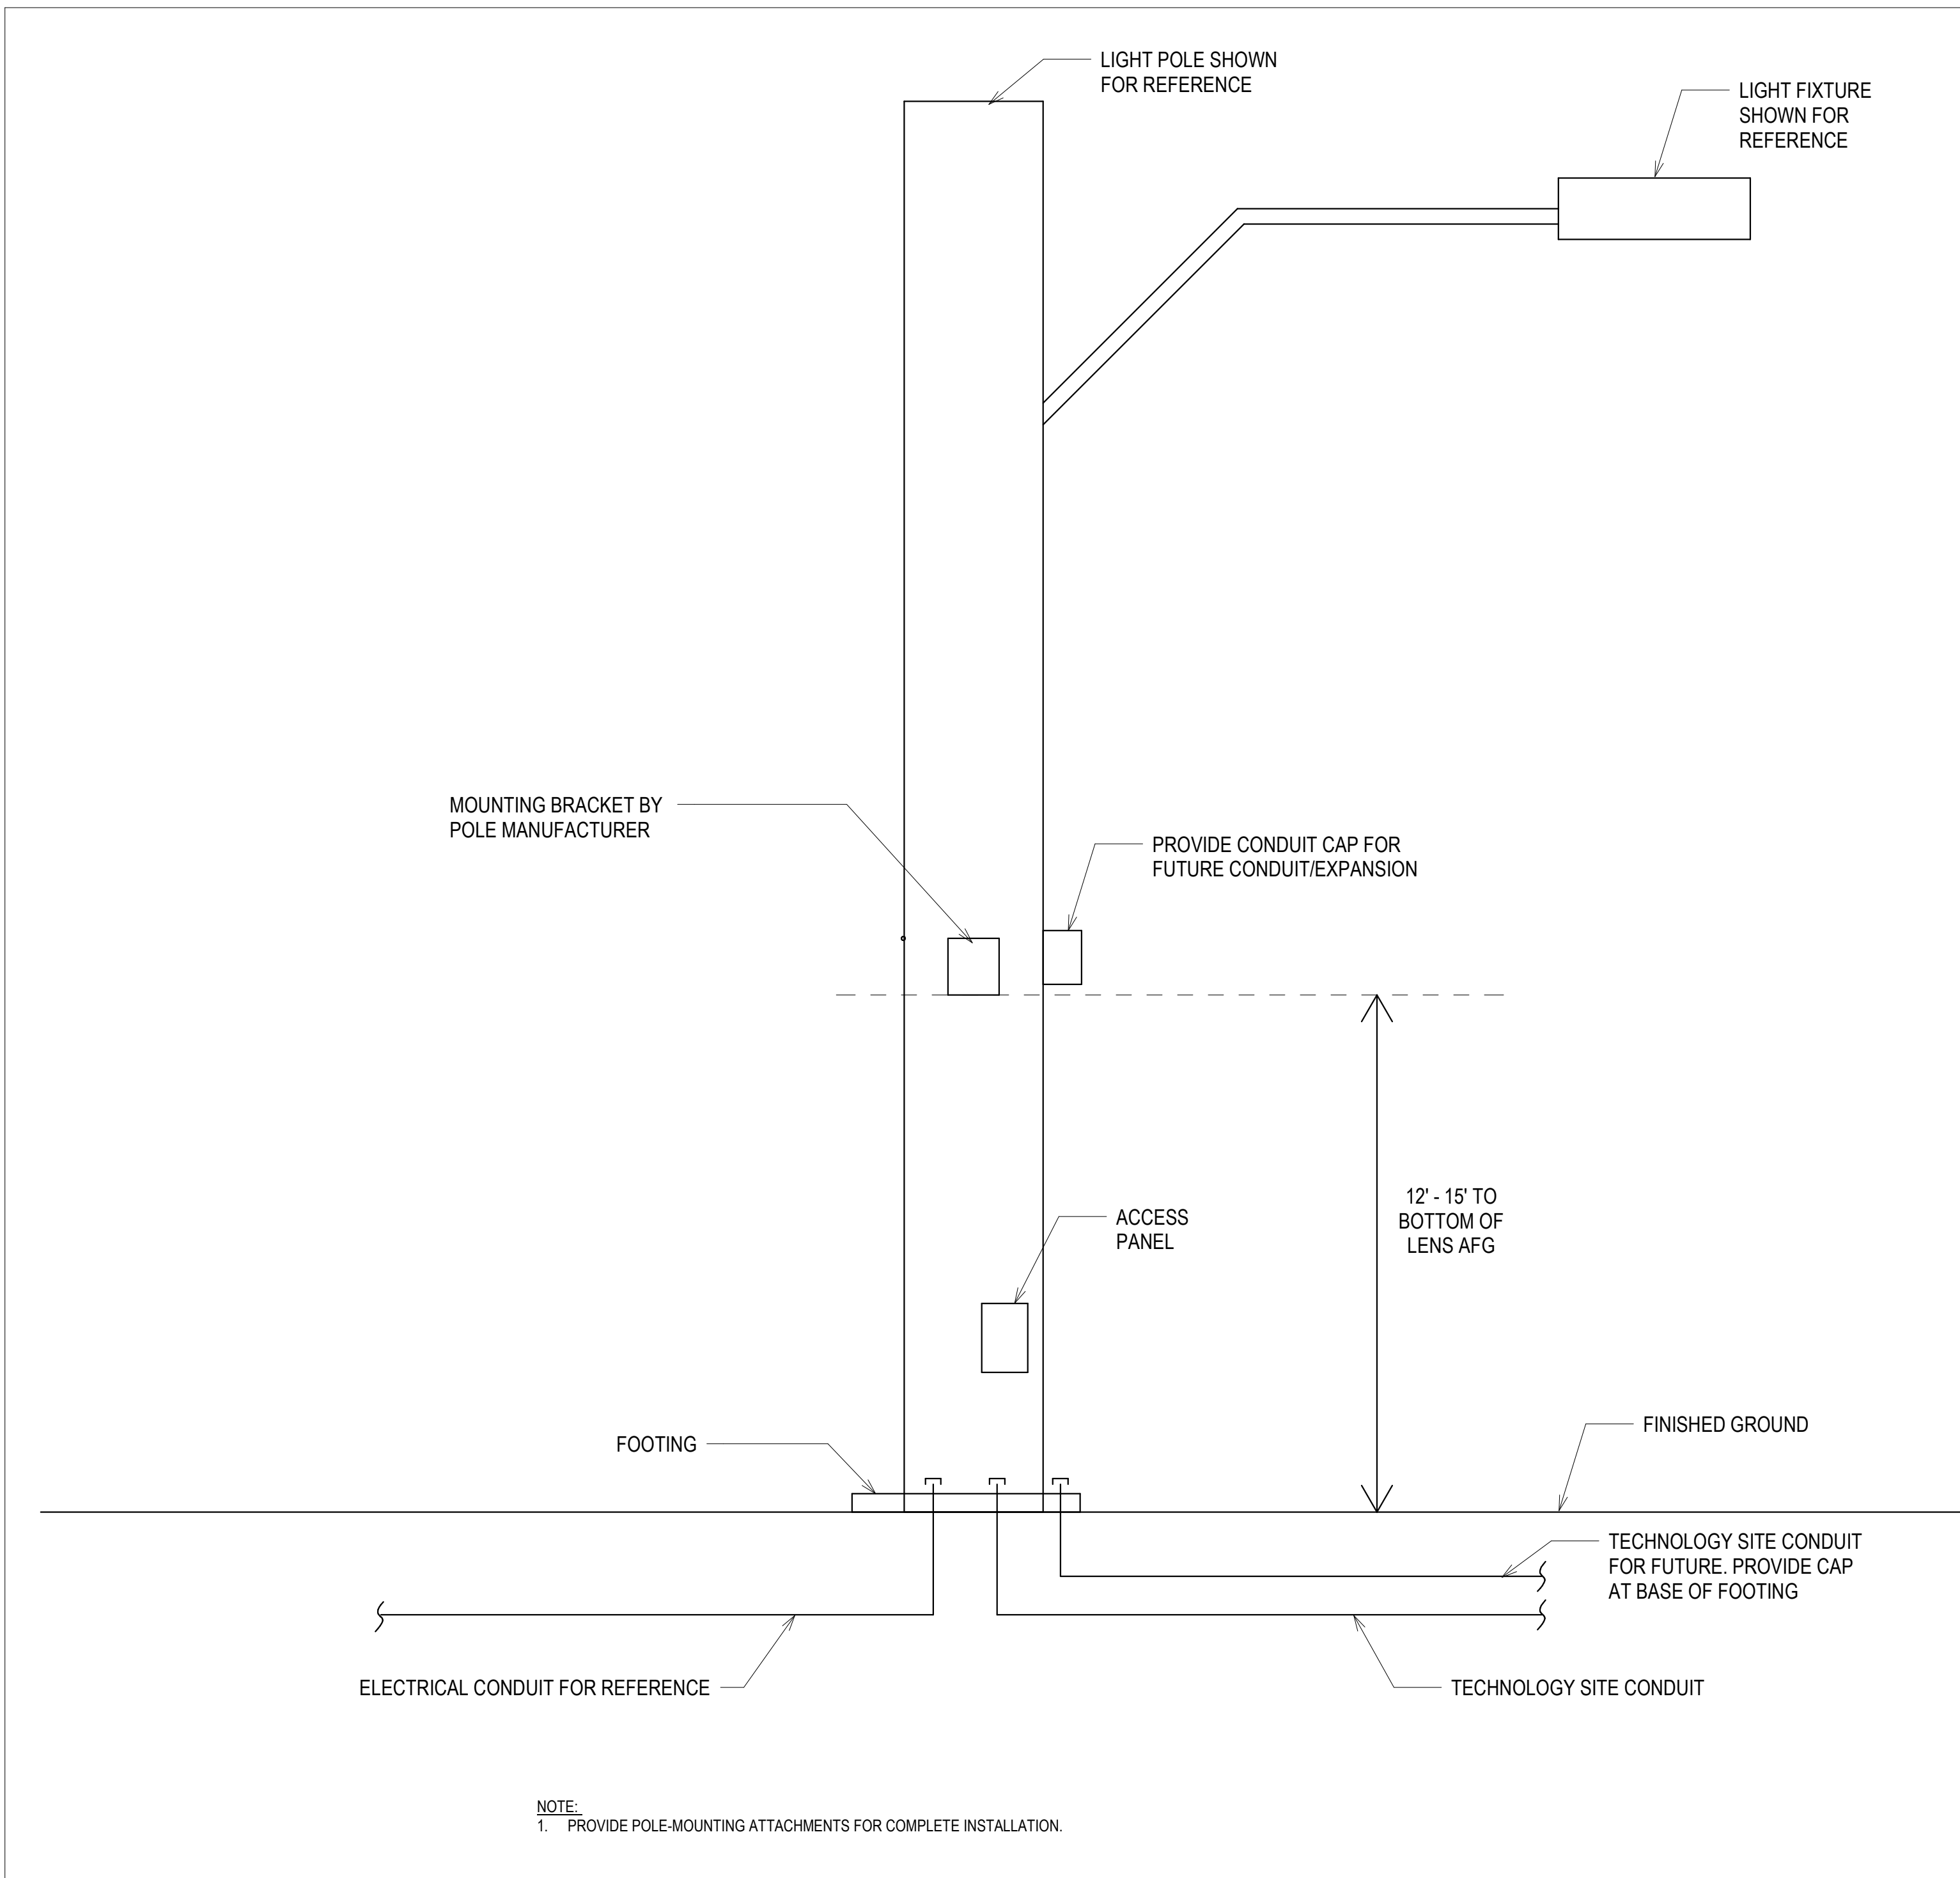 LIGHT POLE SHOWN
FOR REFERENCE
LIGHT FIXTURE
SHOWN FOR
REFERENCE
MOUNTING BRACKET BY
POLE MANUFACTURER
PROVIDE CONDUIT CAP FOR
FUTURE CONDUIT/EXPANSION
12' - 15' TO
BOTTOM OF
LENS AFG
ACCESS
PANEL
FOOTING
FINISHED GROUND
TECHNOLOGY SITE CONDUIT
FOR FUTURE. PROVIDE CAP
AT BASE OF FOOTING
ELECTRICAL CONDUIT FOR REFERENCE
TECHNOLOGY SITE CONDUIT
NOTE:
1. PROVIDE POLE-MOUNTING ATTACHMENTS FOR COMPLETE INSTALLATION.